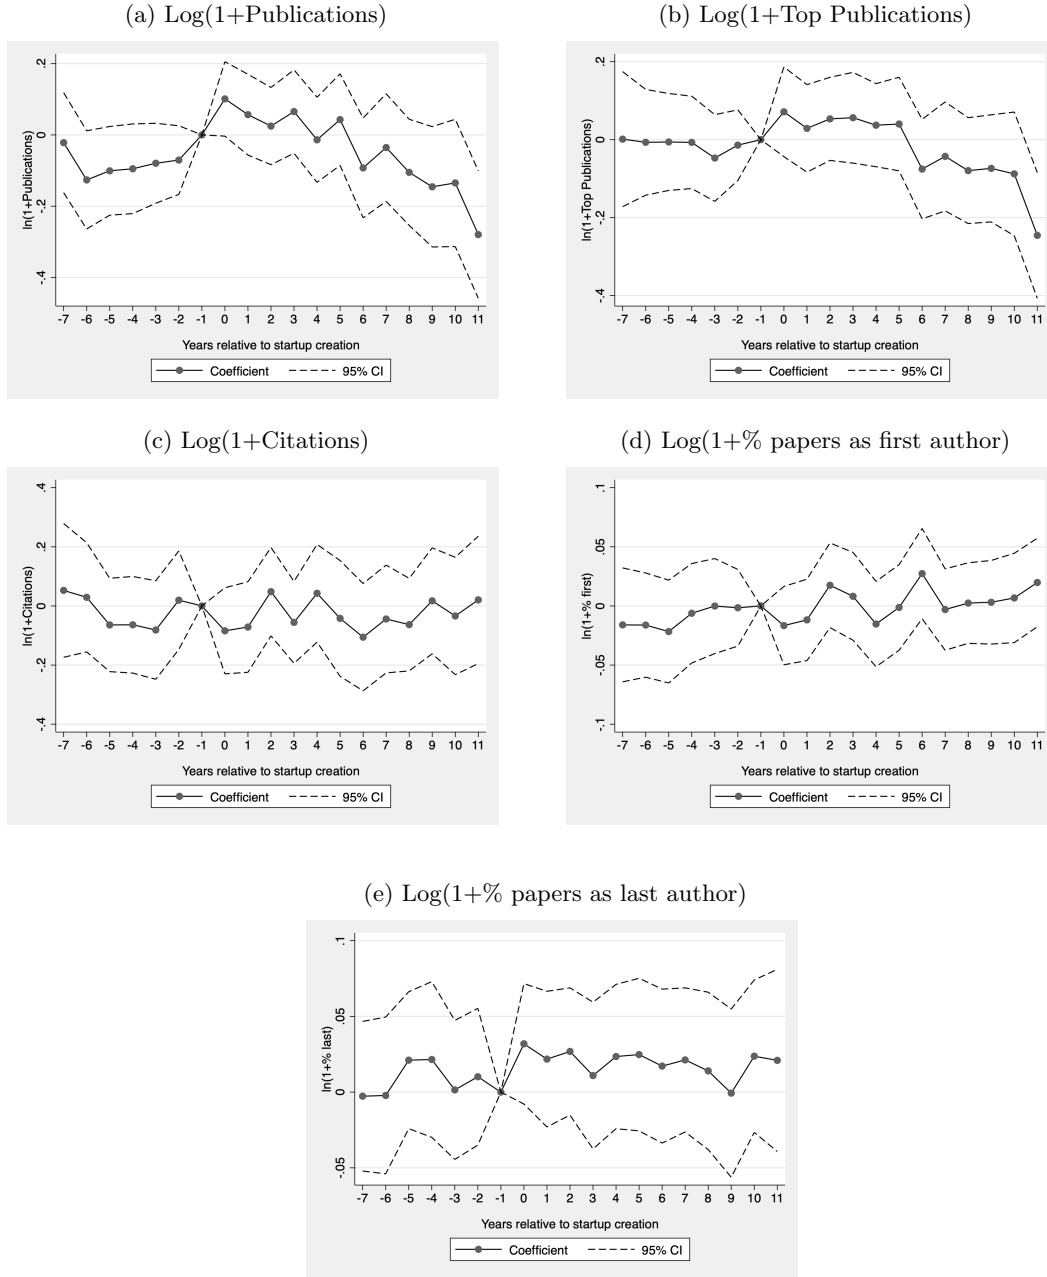 (a) Log(1+Publications)
(b) Log(1+Top Publications)
ln(1+Publications)
.2
0
-.2
-.4
-7 -6 -5 -4 -3 -2 -1 0 1 2 3 4 5 6 7 8 9 10 11
Years relative to startup creation
Coefficient 95% CI
ln(1+Top Publications)
.2
0
-.2
-.4
-7 -6 -5 -4 -3 -2 -1 0 1 2 3 4 5 6 7 8 9 10 11
Years relative to startup creation
Coefficient 95% CI
(c) Log(1+Citations)
(d) Log(1+% papers as first author)
ln(1+Citations)
.4
.2
0
-.2
-.4
-7 -6 -5 -4 -3 -2 -1 0 1 2 3 4 5 6 7 8 9 10 11
Years relative to startup creation
Coefficient 95% CI
ln(1+% first)
.1
.05
0
-.05
-.1
-7 -6 -5 -4 -3 -2 -1 0 1 2 3 4 5 6 7 8 9 10 11
Years relative to startup creation
Coefficient 95% CI
(e) Log(1+% papers as last author)
ln(1+% last)
.1
.05
0
-.05
-7 -6 -5 -4 -3 -2 -1 0 1 2 3 4 5 6 7 8 9 10 11
Years relative to startup creation
Coefficient 95% CI